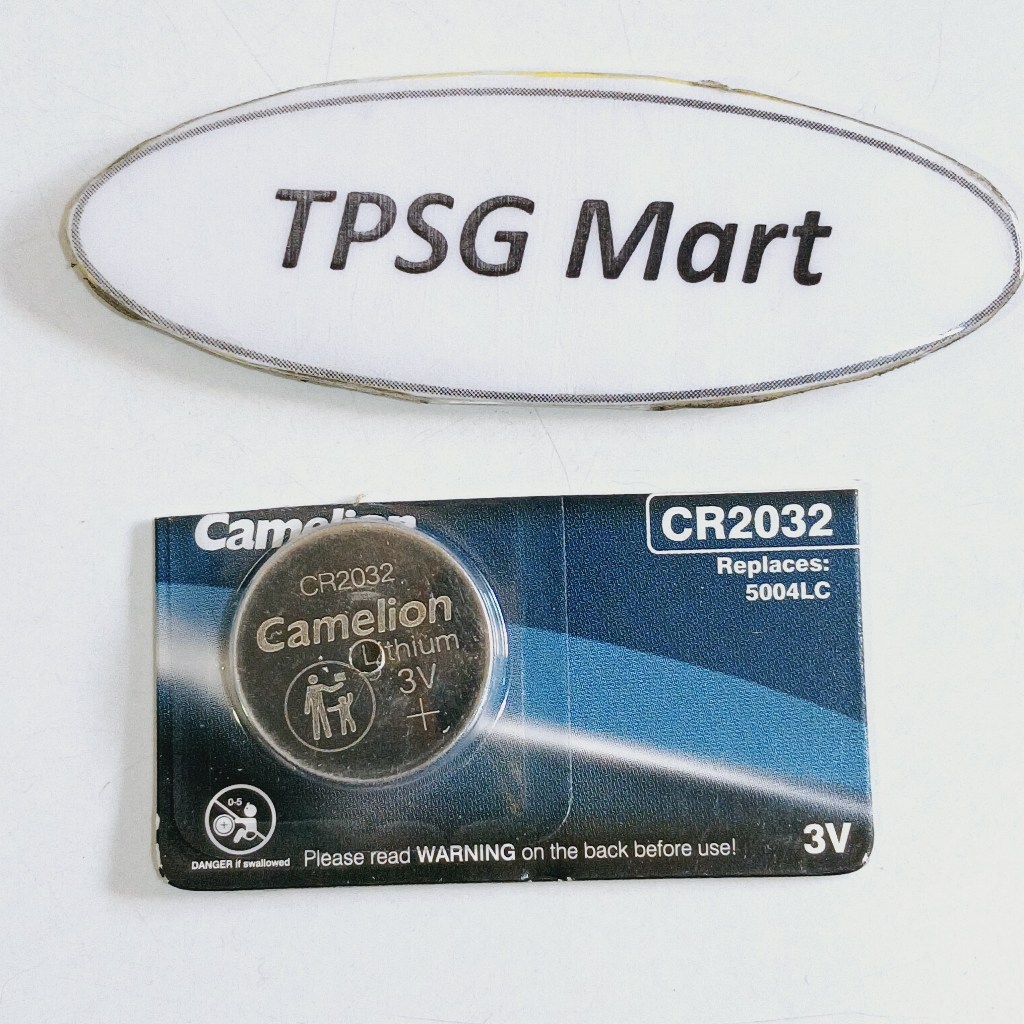 TPSG Mart
Camelion
CR2032
Replaces:
5004LC
CR2032
Camelion
Lithium
3V
+
0-5
DANGER if swallowed
Please read WARNING on the back before use!
3V